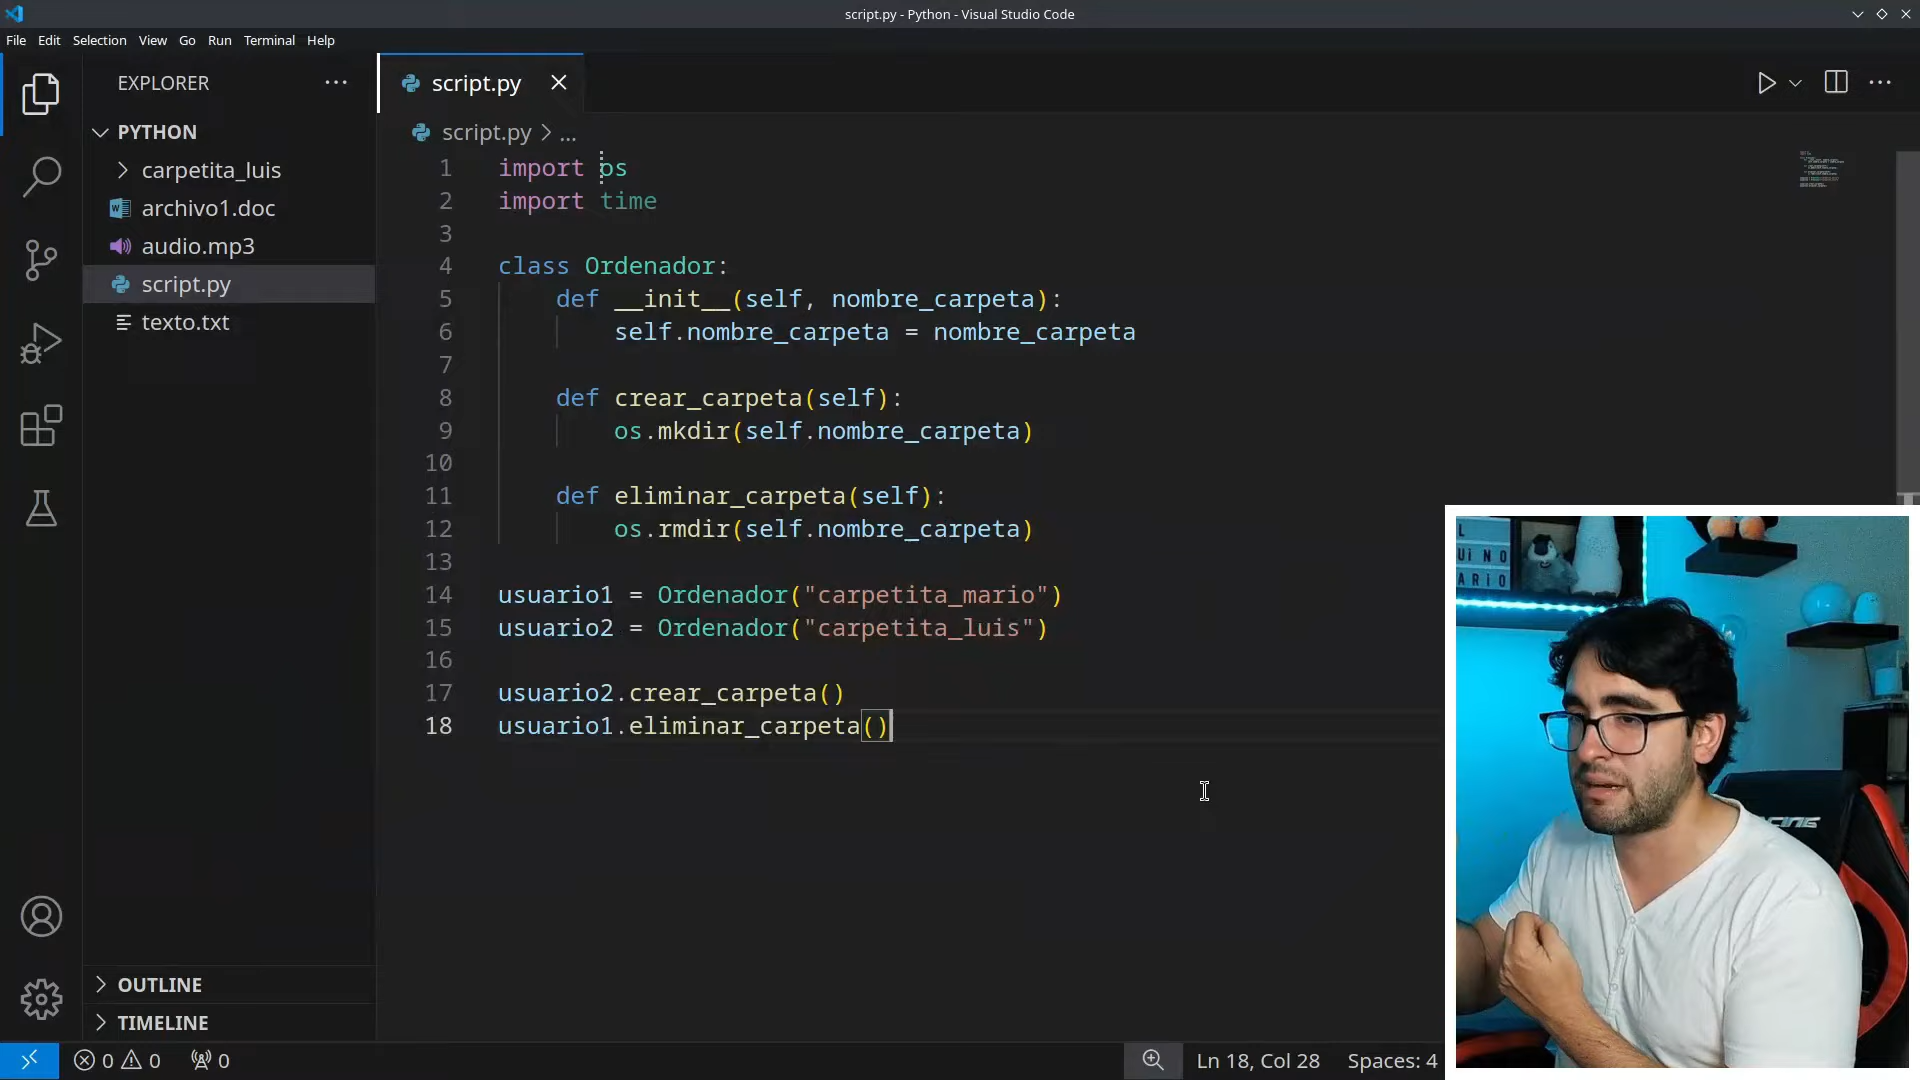 script.py - Python - Visual Studio Code
File Edit Selection View Go Run Terminal Help
EXPLORER
PYTHON
carpetita_luis
archivo1.doc
audio.mp3
script.py
texto.txt
OUTLINE
TIMELINE
script.py
script.py > ...
1 import os
2 import time
3
4 class Ordenador:
5 def __init__(self, nombre_carpeta):
6 self.nombre_carpeta = nombre_carpeta
7
8 def crear_carpeta(self):
9 os.mkdir(self.nombre_carpeta)
10
11 def eliminar_carpeta(self):
12 os.rmdir(self.nombre_carpeta)
13
14 usuario1 = Ordenador("carpetita_mario")
15 usuario2 = Ordenador("carpetita_luis")
16
17 usuario2.crear_carpeta()
18 usuario1.eliminar_carpeta()
0 0 0
Ln 18, Col 28 Spaces: 4